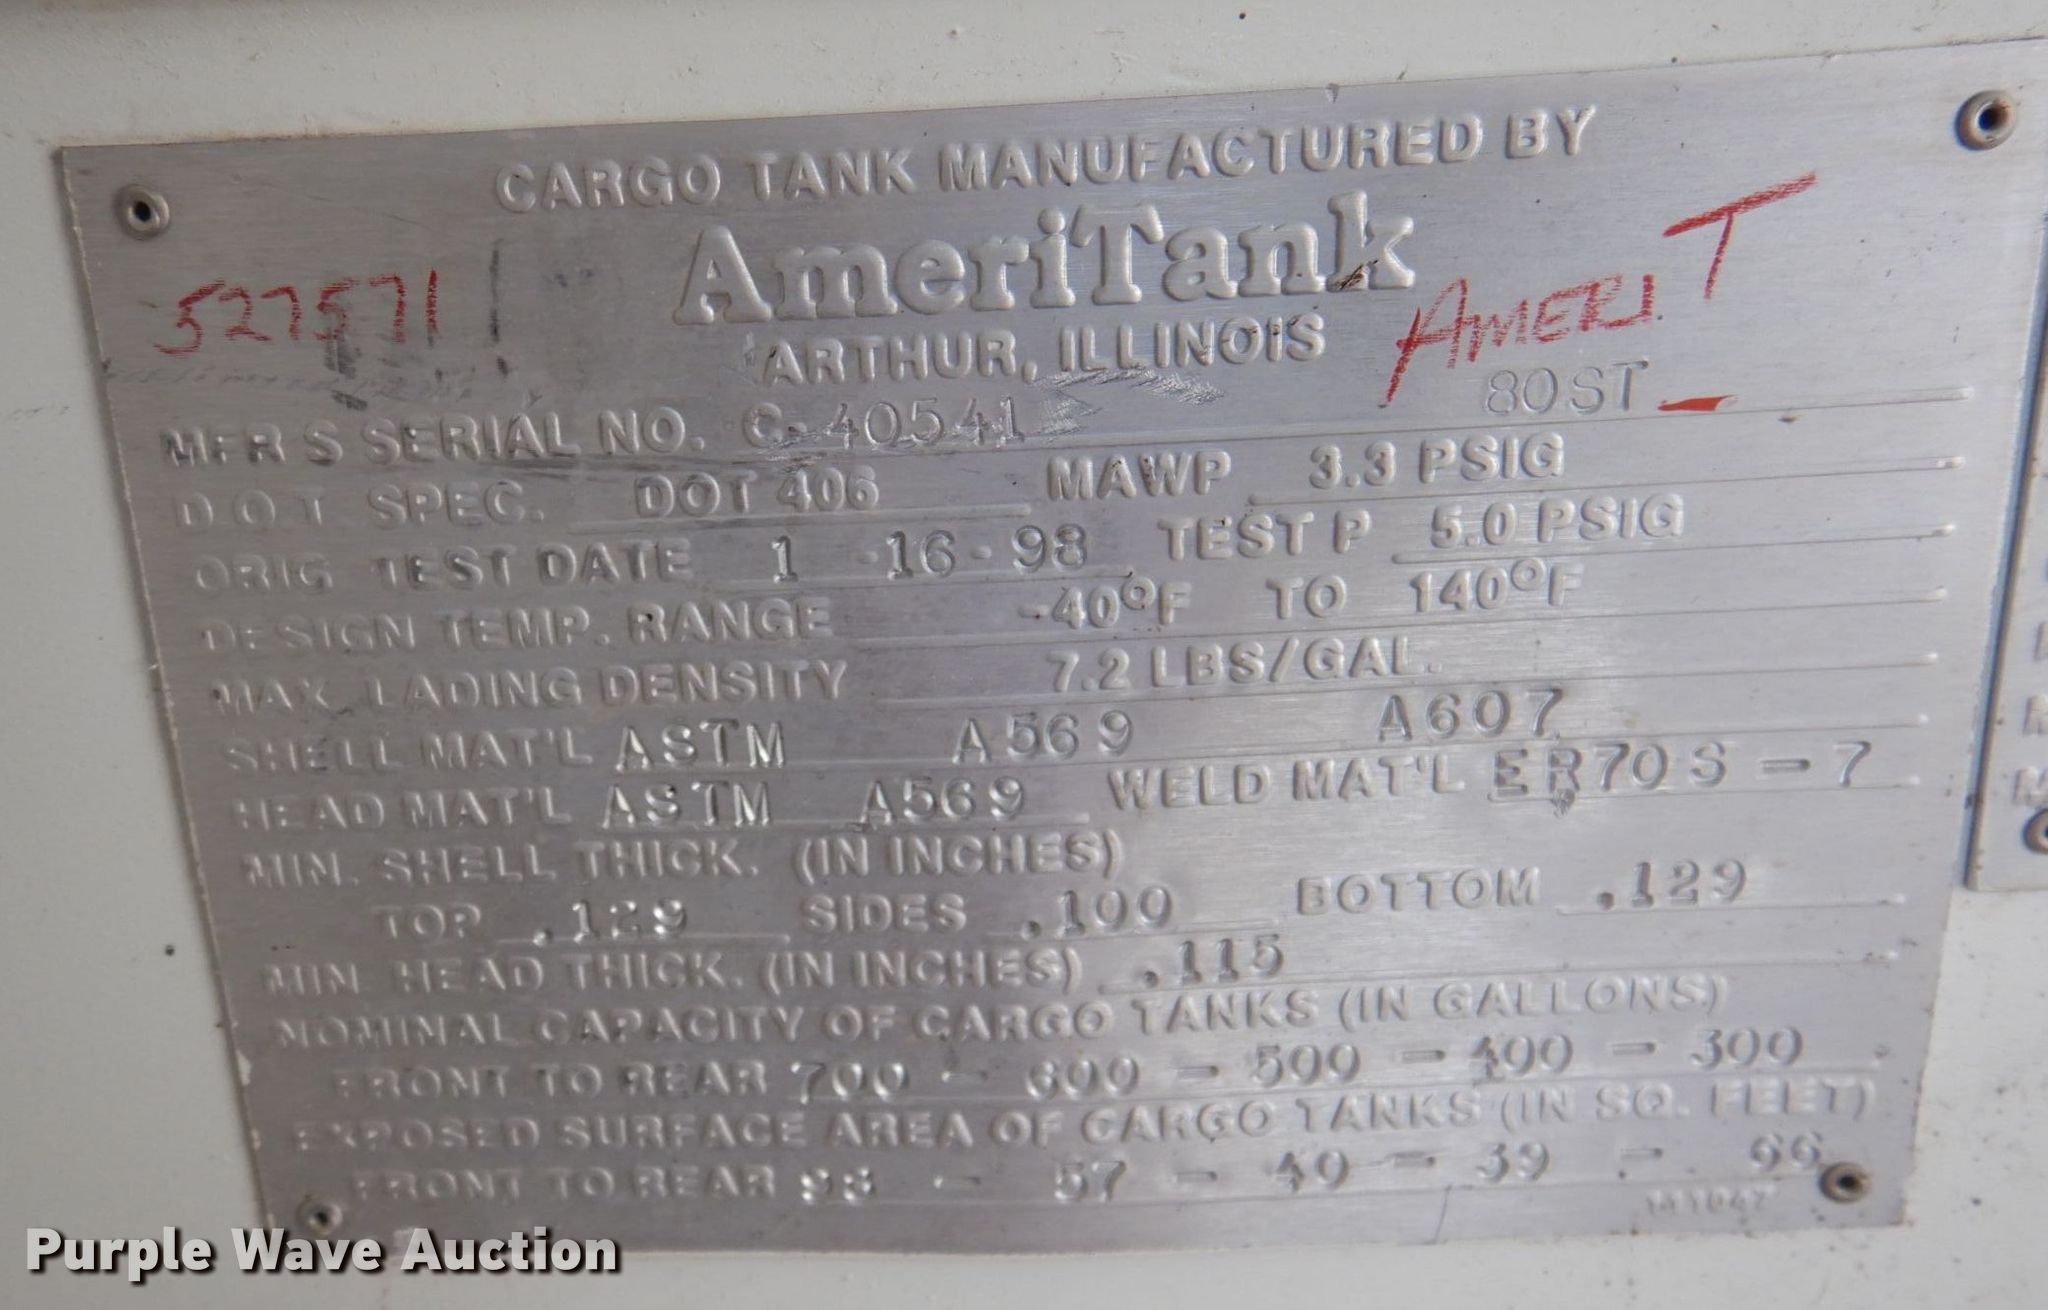 CARGO TANK MANUFACTURED BY
AmeriTank
527571
AMERI T
ARTHUR, ILLINOIS
80ST
MFR S SERIAL NO. C-40541
D.O.T. SPEC. DOT 406 MAWP 3.3 PSIG
ORIG. TEST DATE 1-16-98 TEST P 5.0 PSIG
DESIGN TEMP. RANGE -40°F TO 140°F
MAX. LADING DENSITY 7.2 LBS/GAL.
SHELL MAT'L ASTM A569 A607
HEAD MAT'L ASTM A569 WELD MAT'L ER70S-7
MIN. SHELL THICK. (IN INCHES)
TOP .129 SIDES .100 BOTTOM .129
MIN. HEAD THICK. (IN INCHES) .115
NOMINAL CAPACITY OF CARGO TANKS (IN GALLONS)
FRONT TO REAR 700 - 600 - 500 - 400 - 300
EXPOSED SURFACE AREA OF CARGO TANKS (IN SQ. FEET)
FRONT TO REAR 98 - 57 - 49 - 39 - 66
Purple Wave Auction